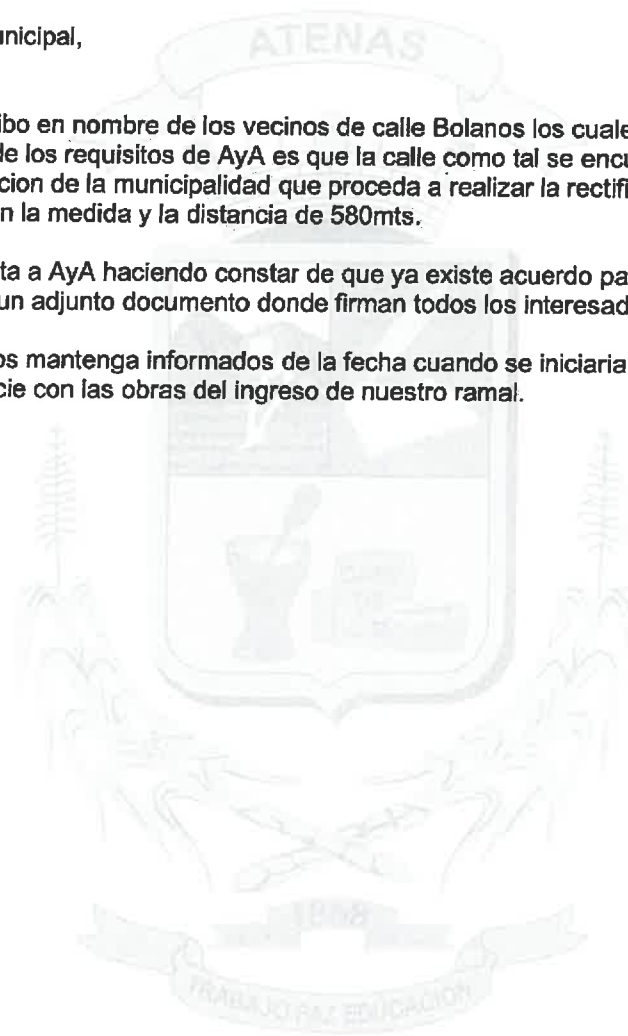 ATENAS
unicipal,
ibo en nombre de los vecinos de calle Bolanos los cuale
de los requisitos de AyA es que la calle como tal se encu
cion de la municipalidad que proceda a realizar la rectifi
n la medida y la distancia de 580mts.
ta a AyA haciendo constar de que ya existe acuerdo pa
un adjunto documento donde firman todos los interesad
os mantenga informados de la fecha cuando se iniciaria
cie con las obras del ingreso de nuestro ramal.
1868
TRABAJO PAZ EDUCACION